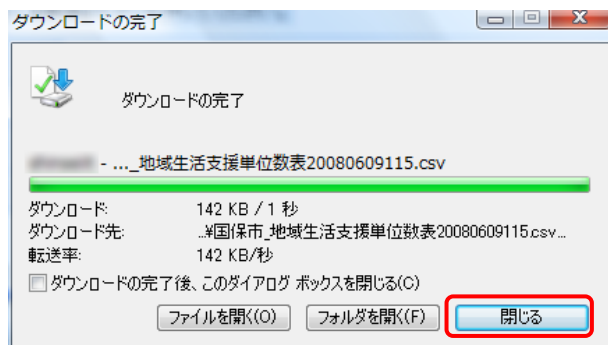 ダウンロードの完了
ダウンロードの完了
- ..._地域生活支援単位数表20080609115.csv
ダウンロード: 142 KB / 1 秒
ダウンロード先: ...¥国保市_地域生活支援単位数表20080609115.csv...
転送率: 142 KB/秒
ダウンロードの完了後、このダイアログ ボックスを閉じる(C)
ファイルを開く(O) フォルダを開く(F) 閉じる